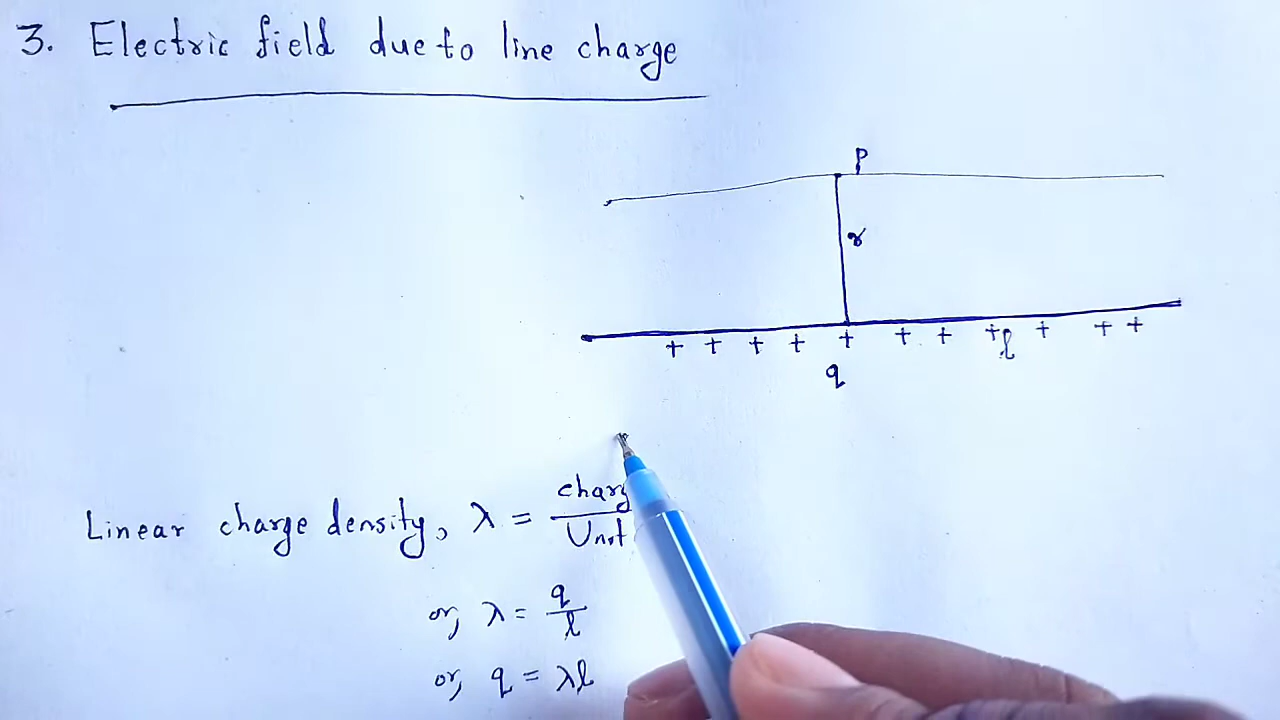 3. Electric field due to line charge
P
r
+ + + + + + + + + + +
l
q
Linear charge density, λ = charg / Unit
or, λ = q / l
or, q = λl